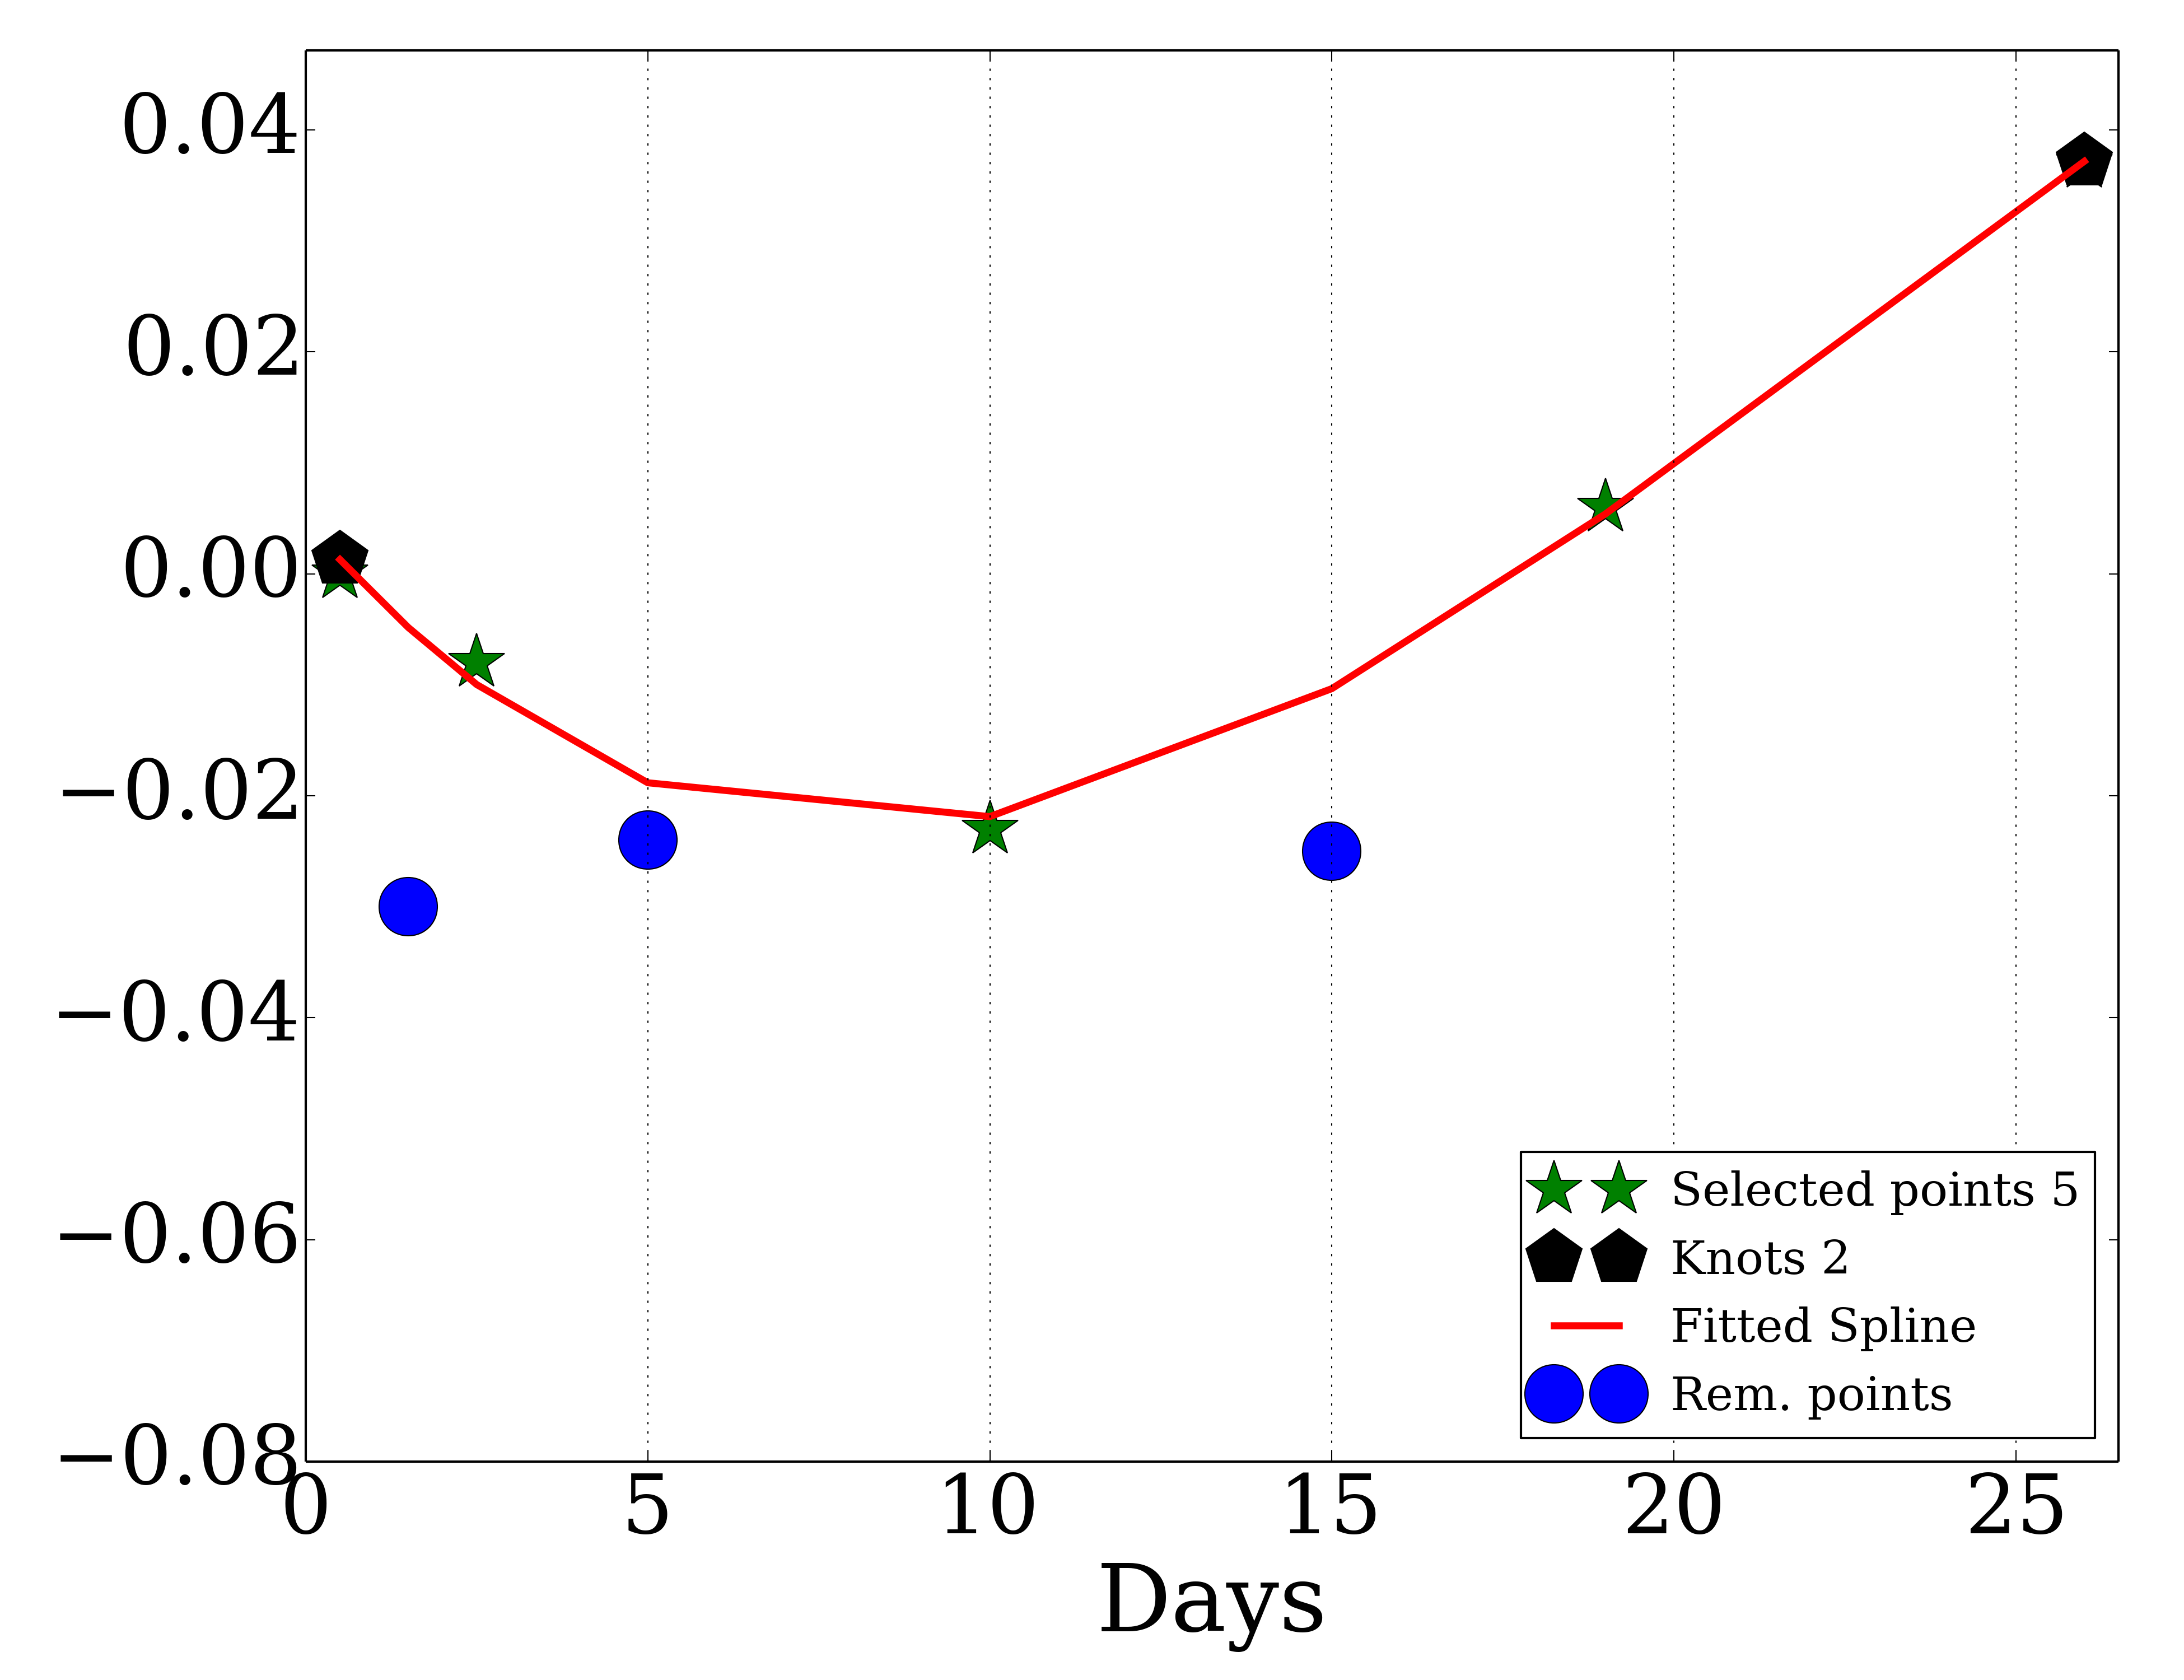 0.04
0.02
0.00
−0.02
−0.04
−0.06
−0.08
0 5 10 15 20 25
Days
Selected points 5
Knots 2
Fitted Spline
Rem. points